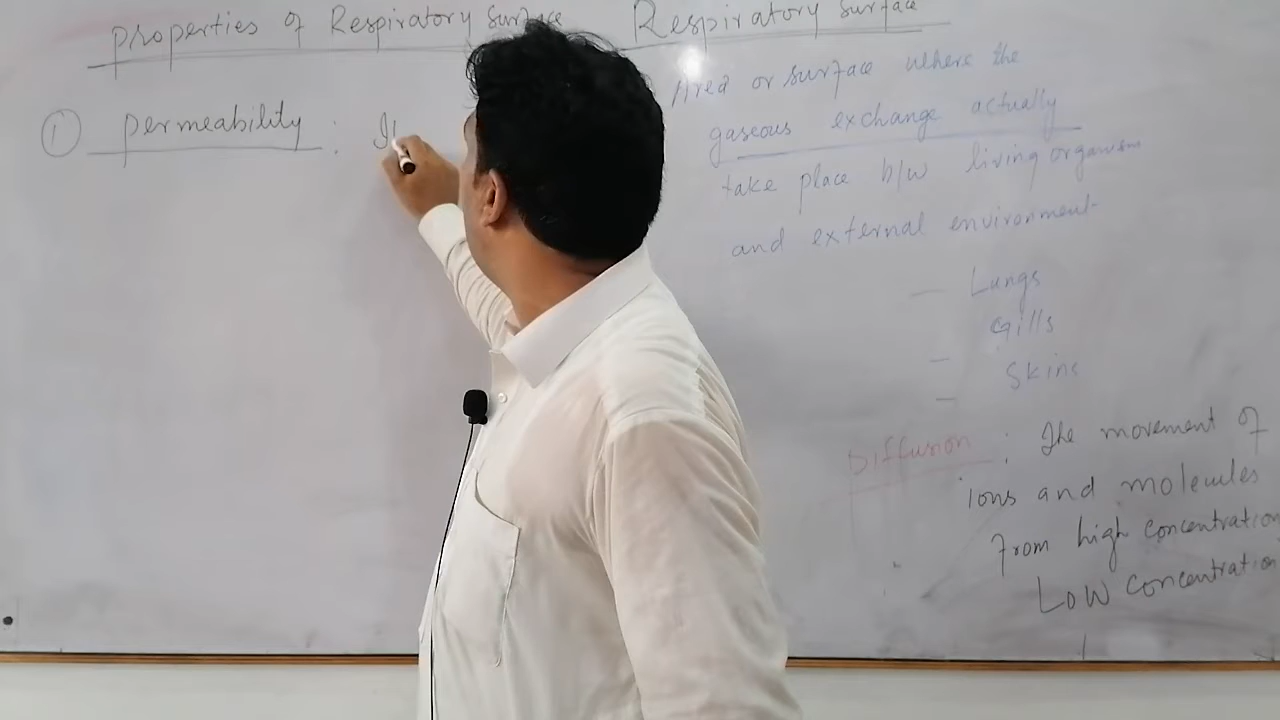 properties of Respiratory Surface
① permeability :
Respiratory Surface
Area or surface where the
gaseous exchange actually
take place b/w living organism
and external environment
— Lungs
Gills
—
Skins
—
Diffusion : The movement of
ions and molecules
From high concentration
Low concentration